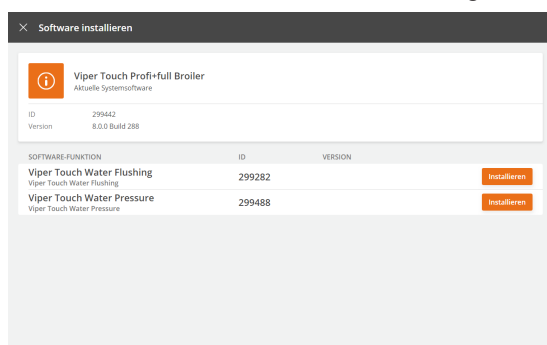 Software installieren
Viper Touch Profi+full Broiler
Aktuelle Systemsoftware
ID 299442
Version 8.0.0 Build 288
SOFTWARE-FUNKTION ID VERSION
Viper Touch Water Flushing 299282 Installieren
Viper Touch Water Flushing
Viper Touch Water Pressure 299488 Installieren
Viper Touch Water Pressure